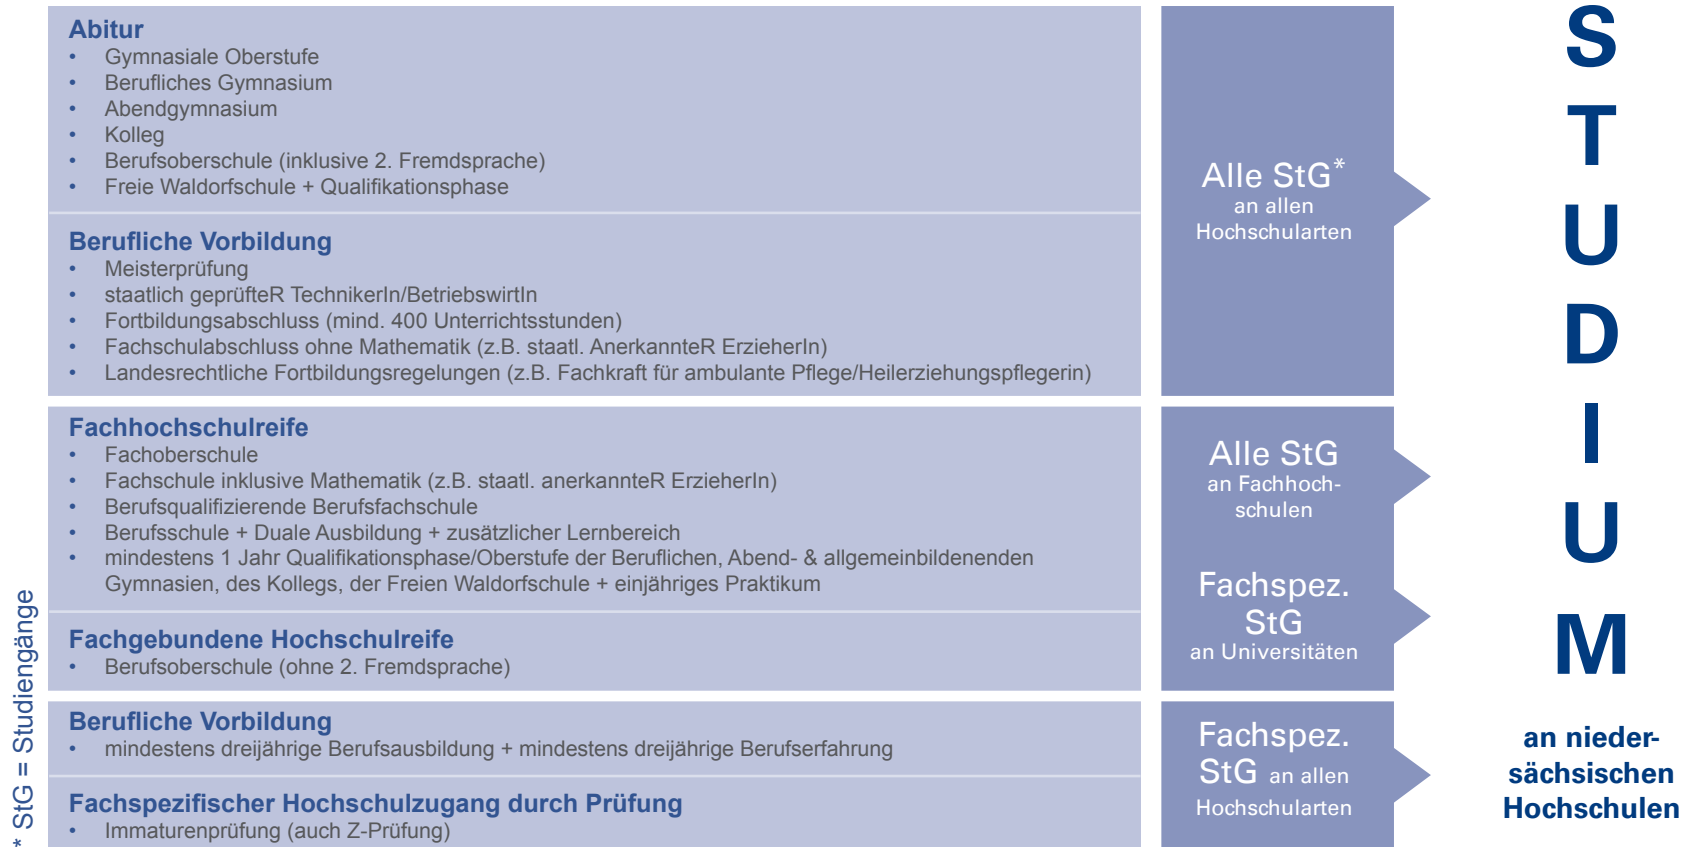 Abitur
• Gymnasiale Oberstufe
• Berufliches Gymnasium
• Abendgymnasium
• Kolleg
• Berufsoberschule (inklusive 2. Fremdsprache)
• Freie Waldorfschule + Qualifikationsphase
Berufliche Vorbildung
• Meisterprüfung
• staatlich geprüfteR TechnikerIn/BetriebswirtIn
• Fortbildungsabschluss (mind. 400 Unterrichtsstunden)
• Fachschulabschluss ohne Mathematik (z.B. staatl. AnerkannteR ErzieherIn)
• Landesrechtliche Fortbildungsregelungen (z.B. Fachkraft für ambulante Pflege/Heilerziehungspflegerin)
Alle StG*
an allen
Hochschularten
Fachhochschulreife
• Fachoberschule
• Fachschule inklusive Mathematik (z.B. staatl. anerkannteR ErzieherIn)
• Berufsqualifizierende Berufsfachschule
• Berufsschule + Duale Ausbildung + zusätzlicher Lernbereich
• mindestens 1 Jahr Qualifikationsphase/Oberstufe der Beruflichen, Abend- & allgemeinbildenenden
Gymnasien, des Kollegs, der Freien Waldorfschule + einjähriges Praktikum
Alle StG
an Fachhoch-
schulen
Fachgebundene Hochschulreife
• Berufsoberschule (ohne 2. Fremdsprache)
Fachspez.
StG
an Universitäten
Berufliche Vorbildung
• mindestens dreijährige Berufsausbildung + mindestens dreijährige Berufserfahrung
Fachspezifischer Hochschulzugang durch Prüfung
• Immaturenprüfung (auch Z-Prüfung)
Fachspez.
StG an allen
Hochschularten
S
T
U
D
I
U
M
an nieder-
sächsischen
Hochschulen
* StG = Studiengänge